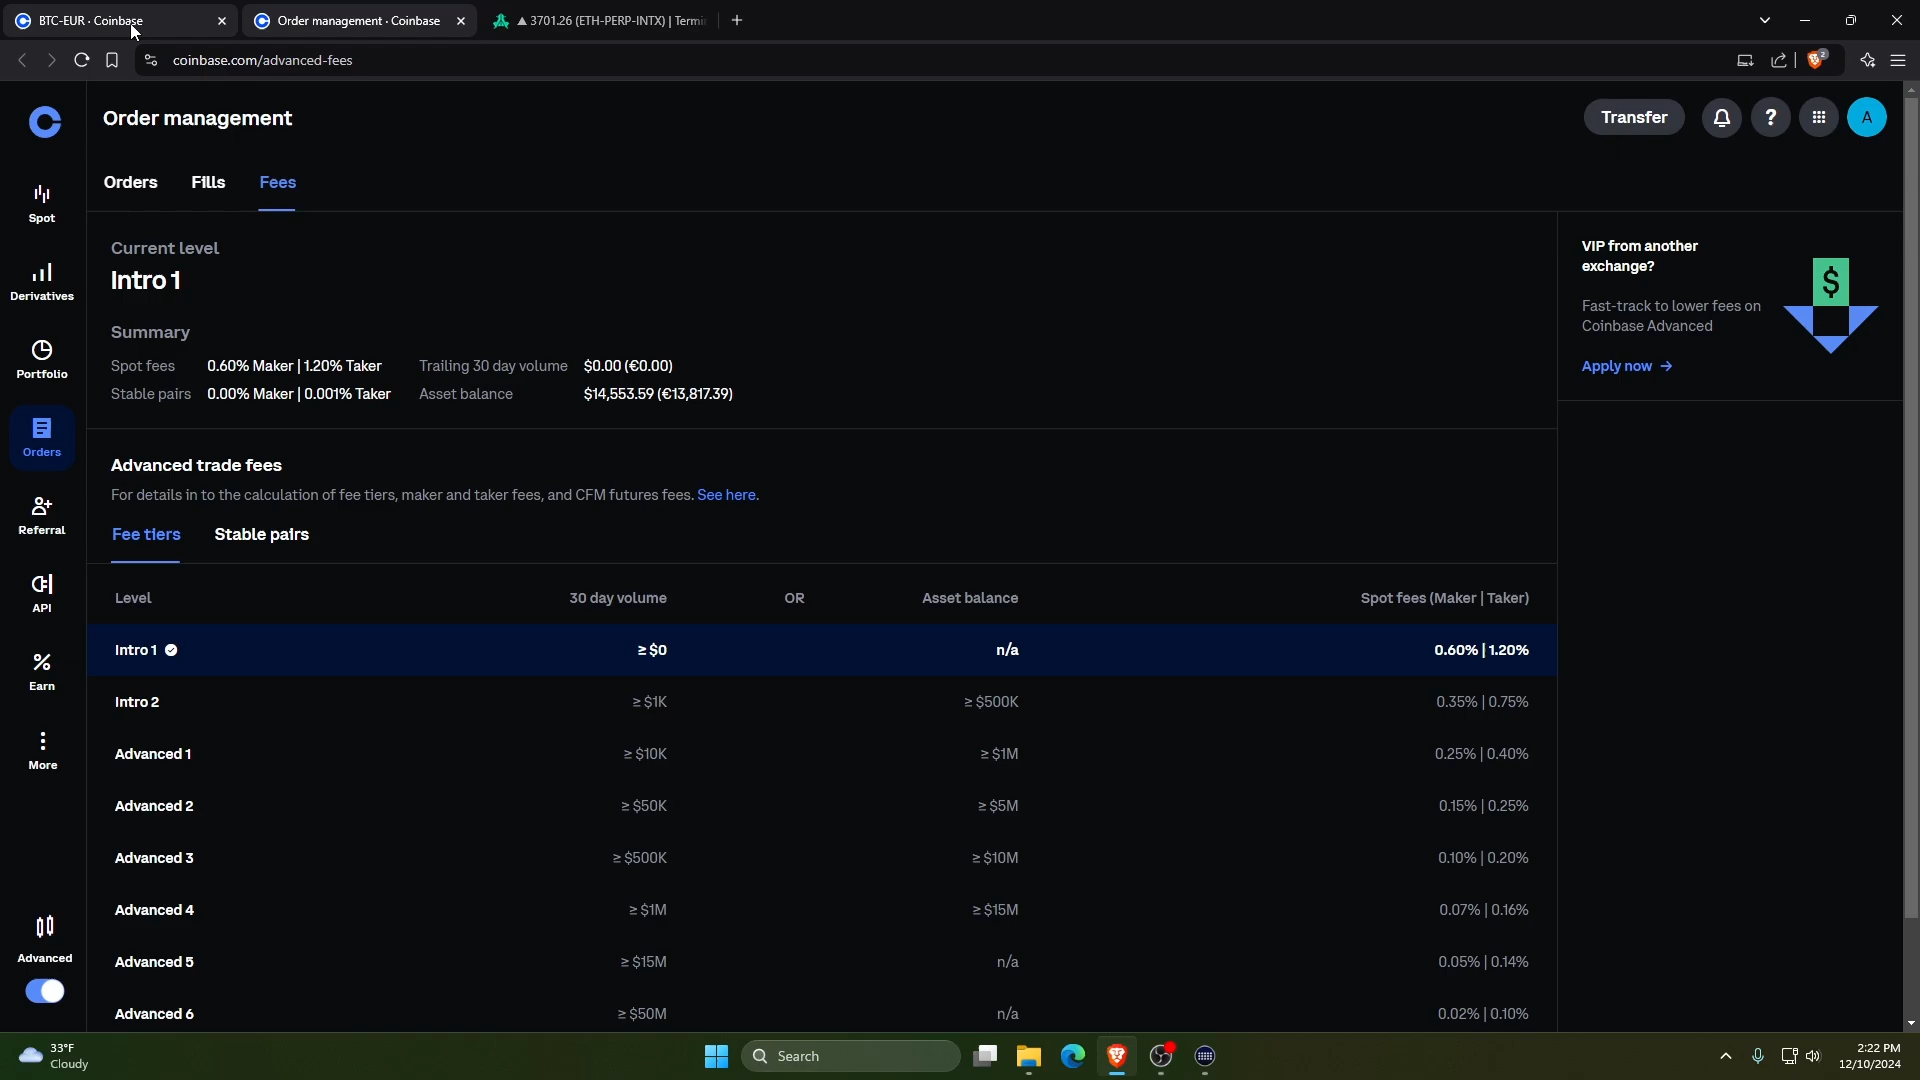 BTC-EUR · Coinbase
Order management · Coinbase
▲ 3701.26 (ETH-PERP-INTX) | Termi
coinbase.com/advanced-fees
2
Order management
Transfer
?
A
Spot
Derivatives
Portfolio
Orders
Referral
API
Earn
More
Advanced
Orders Fills Fees
Current level
Intro 1
Summary
Spot fees 0.60% Maker | 1.20% Taker Trailing 30 day volume $0.00 (€0.00)
Stable pairs 0.00% Maker | 0.001% Taker Asset balance $14,553.59 (€13,817.39)
VIP from another
exchange?
Fast-track to lower fees on
Coinbase Advanced
Apply now →
$
Advanced trade fees
For details in to the calculation of fee tiers, maker and taker fees, and CFM futures fees. See here.
Fee tiers Stable pairs
Level 30 day volume OR Asset balance Spot fees (Maker | Taker)
Intro 1 ≥ $0 n/a 0.60% | 1.20%
Intro 2 ≥ $1K ≥ $500K 0.35% | 0.75%
Advanced 1 ≥ $10K ≥ $1M 0.25% | 0.40%
Advanced 2 ≥ $50K ≥ $5M 0.15% | 0.25%
Advanced 3 ≥ $500K ≥ $10M 0.10% | 0.20%
Advanced 4 ≥ $1M ≥ $15M 0.07% | 0.16%
Advanced 5 ≥ $15M n/a 0.05% | 0.14%
Advanced 6 ≥ $50M n/a 0.02% | 0.10%
33°F
Cloudy
Search
2:22 PM
12/10/2024